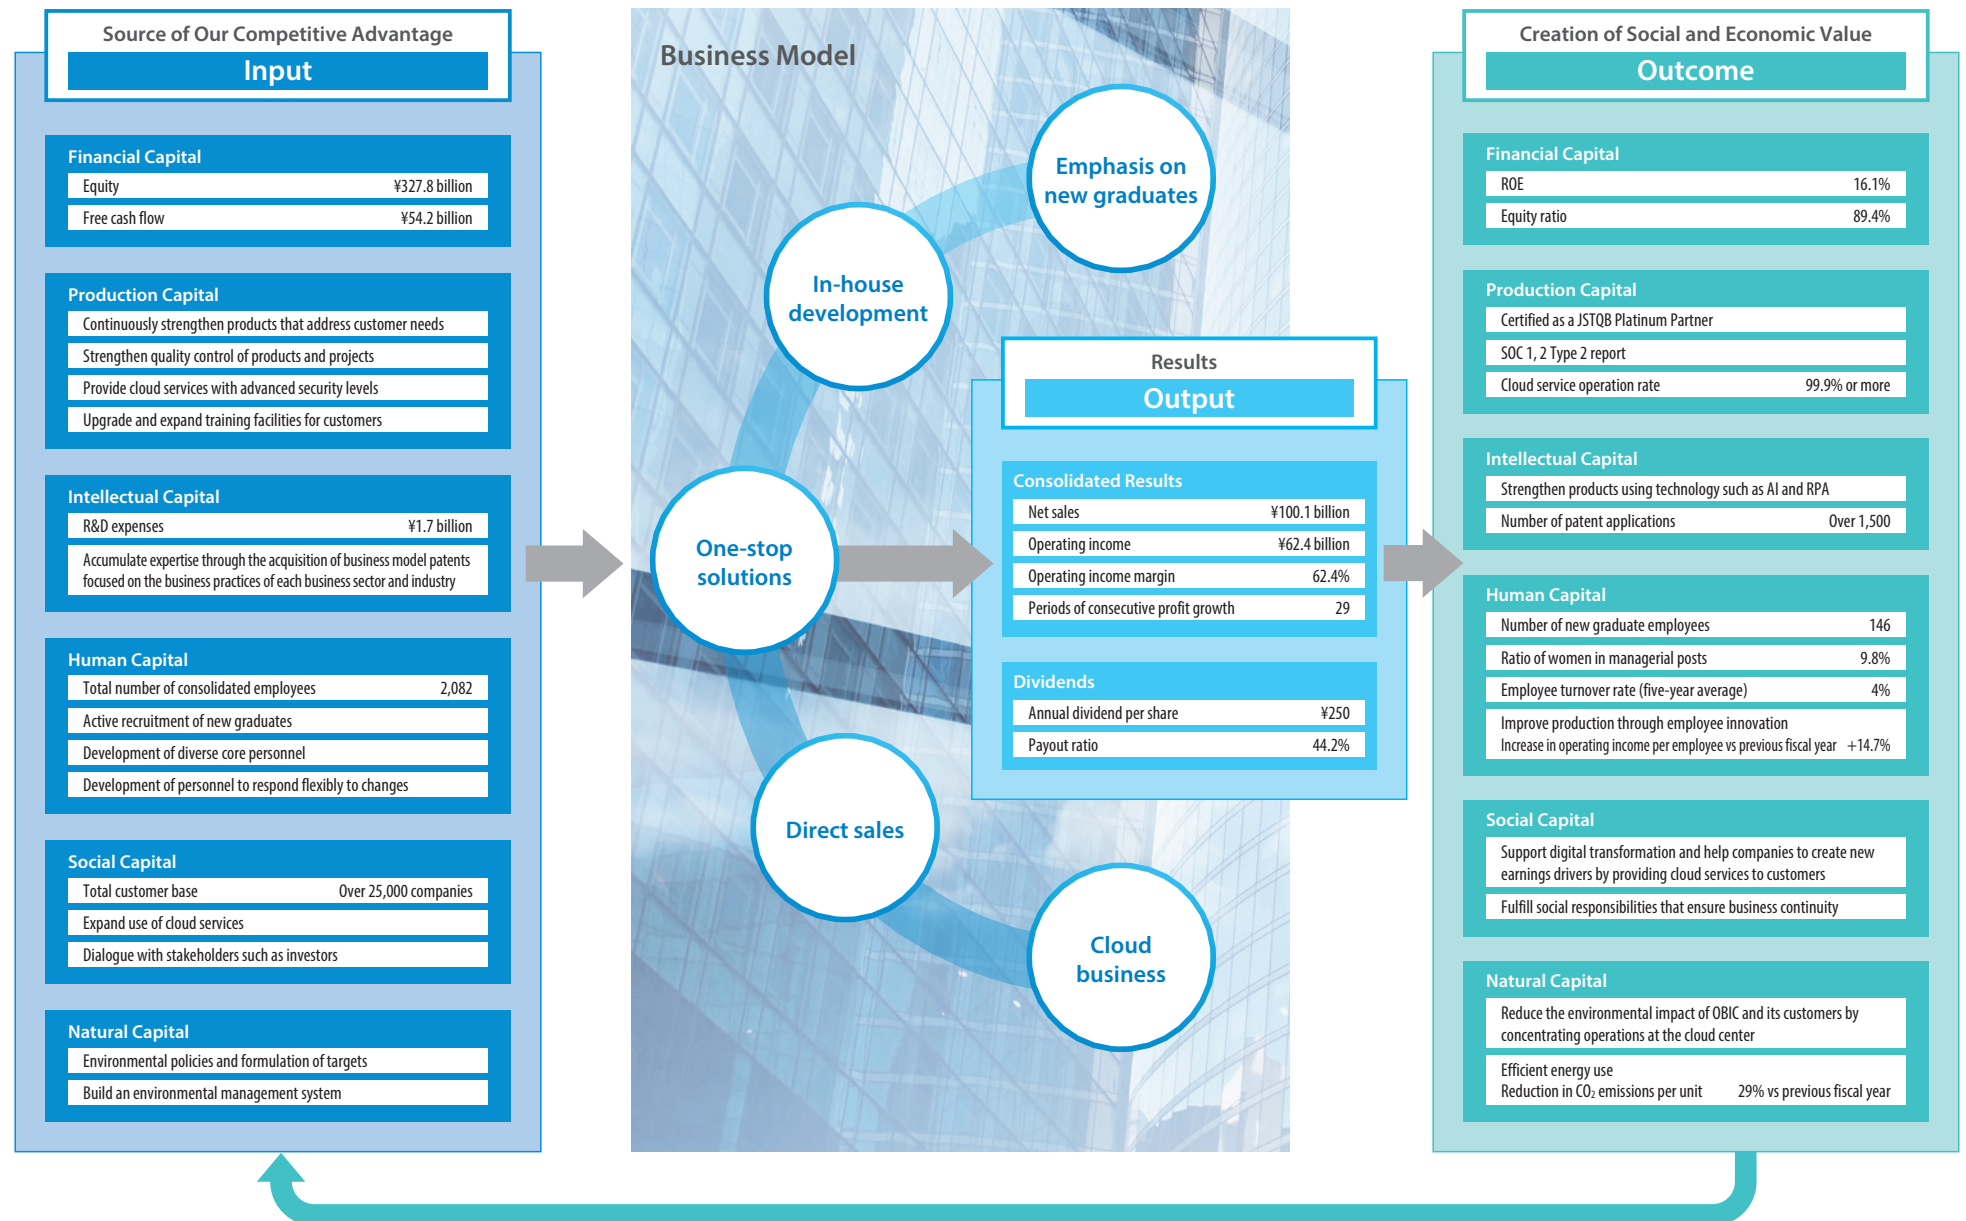 Source of Our Competitive Advantage
Input
Financial Capital
Equity ¥327.8 billion
Free cash flow ¥54.2 billion
Production Capital
Continuously strengthen products that address customer needs
Strengthen quality control of products and projects
Provide cloud services with advanced security levels
Upgrade and expand training facilities for customers
Intellectual Capital
R&D expenses ¥1.7 billion
Accumulate expertise through the acquisition of business model patents
focused on the business practices of each business sector and industry
Human Capital
Total number of consolidated employees 2,082
Active recruitment of new graduates
Development of diverse core personnel
Development of personnel to respond flexibly to changes
Social Capital
Total customer base Over 25,000 companies
Expand use of cloud services
Dialogue with stakeholders such as investors
Natural Capital
Environmental policies and formulation of targets
Build an environmental management system
Business Model
Emphasis on
new graduates
In-house
development
One-stop
solutions
Direct sales
Cloud
business
Results
Output
Consolidated Results
Net sales ¥100.1 billion
Operating income ¥62.4 billion
Operating income margin 62.4%
Periods of consecutive profit growth 29
Dividends
Annual dividend per share ¥250
Payout ratio 44.2%
Creation of Social and Economic Value
Outcome
Financial Capital
ROE 16.1%
Equity ratio 89.4%
Production Capital
Certified as a JSTQB Platinum Partner
SOC 1, 2 Type 2 report
Cloud service operation rate 99.9% or more
Intellectual Capital
Strengthen products using technology such as AI and RPA
Number of patent applications Over 1,500
Human Capital
Number of new graduate employees 146
Ratio of women in managerial posts 9.8%
Employee turnover rate (five-year average) 4%
Improve production through employee innovation
Increase in operating income per employee vs previous fiscal year +14.7%
Social Capital
Support digital transformation and help companies to create new
earnings drivers by providing cloud services to customers
Fulfill social responsibilities that ensure business continuity
Natural Capital
Reduce the environmental impact of OBIC and its customers by
concentrating operations at the cloud center
Efficient energy use
Reduction in CO₂ emissions per unit 29% vs previous fiscal year